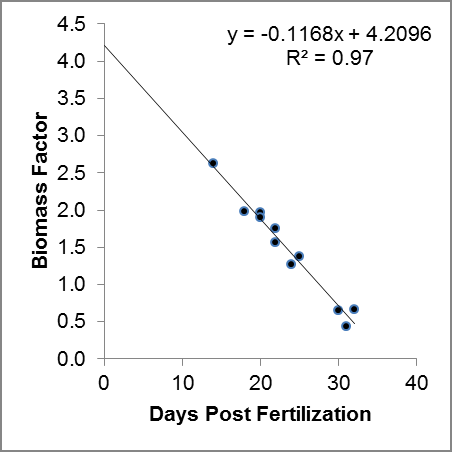 y = -0.1168x + 4.2096
R² = 0.97
4.5
4.0
3.5
3.0
2.5
2.0
1.5
1.0
0.5
0.0
Biomass Factor
0 10 20 30 40
Days Post Fertilization